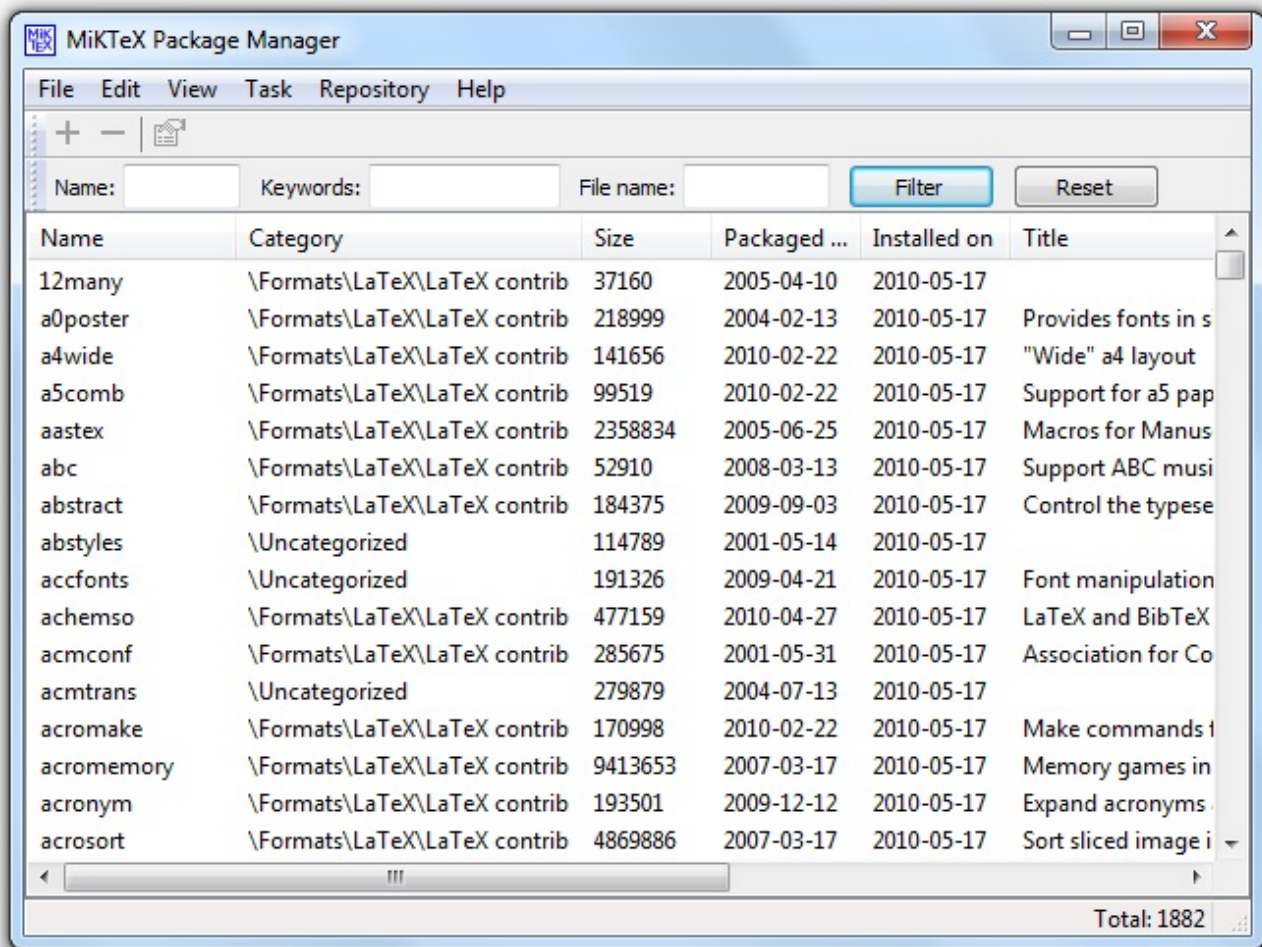 MiKTeX Package Manager
File Edit View Task Repository Help
Name: Keywords: File name: Filter Reset
Name Category Size Packaged ... Installed on Title
12many \Formats\LaTeX\LaTeX contrib 37160 2005-04-10 2010-05-17
a0poster \Formats\LaTeX\LaTeX contrib 218999 2004-02-13 2010-05-17 Provides fonts in s
a4wide \Formats\LaTeX\LaTeX contrib 141656 2010-02-22 2010-05-17 "Wide" a4 layout
a5comb \Formats\LaTeX\LaTeX contrib 99519 2010-02-22 2010-05-17 Support for a5 pap
aastex \Formats\LaTeX\LaTeX contrib 2358834 2005-06-25 2010-05-17 Macros for Manus
abc \Formats\LaTeX\LaTeX contrib 52910 2008-03-13 2010-05-17 Support ABC musi
abstract \Formats\LaTeX\LaTeX contrib 184375 2009-09-03 2010-05-17 Control the typese
abstyles \Uncategorized 114789 2001-05-14 2010-05-17
accfonts \Uncategorized 191326 2009-04-21 2010-05-17 Font manipulation
achemso \Formats\LaTeX\LaTeX contrib 477159 2010-04-27 2010-05-17 LaTeX and BibTeX
acmconf \Formats\LaTeX\LaTeX contrib 285675 2001-05-31 2010-05-17 Association for Co
acmtrans \Uncategorized 279879 2004-07-13 2010-05-17
acromake \Formats\LaTeX\LaTeX contrib 170998 2010-02-22 2010-05-17 Make commands f
acromemory \Formats\LaTeX\LaTeX contrib 9413653 2007-03-17 2010-05-17 Memory games in
acronym \Formats\LaTeX\LaTeX contrib 193501 2009-12-12 2010-05-17 Expand acronyms
acrosort \Formats\LaTeX\LaTeX contrib 4869886 2007-03-17 2010-05-17 Sort sliced image i
Total: 1882